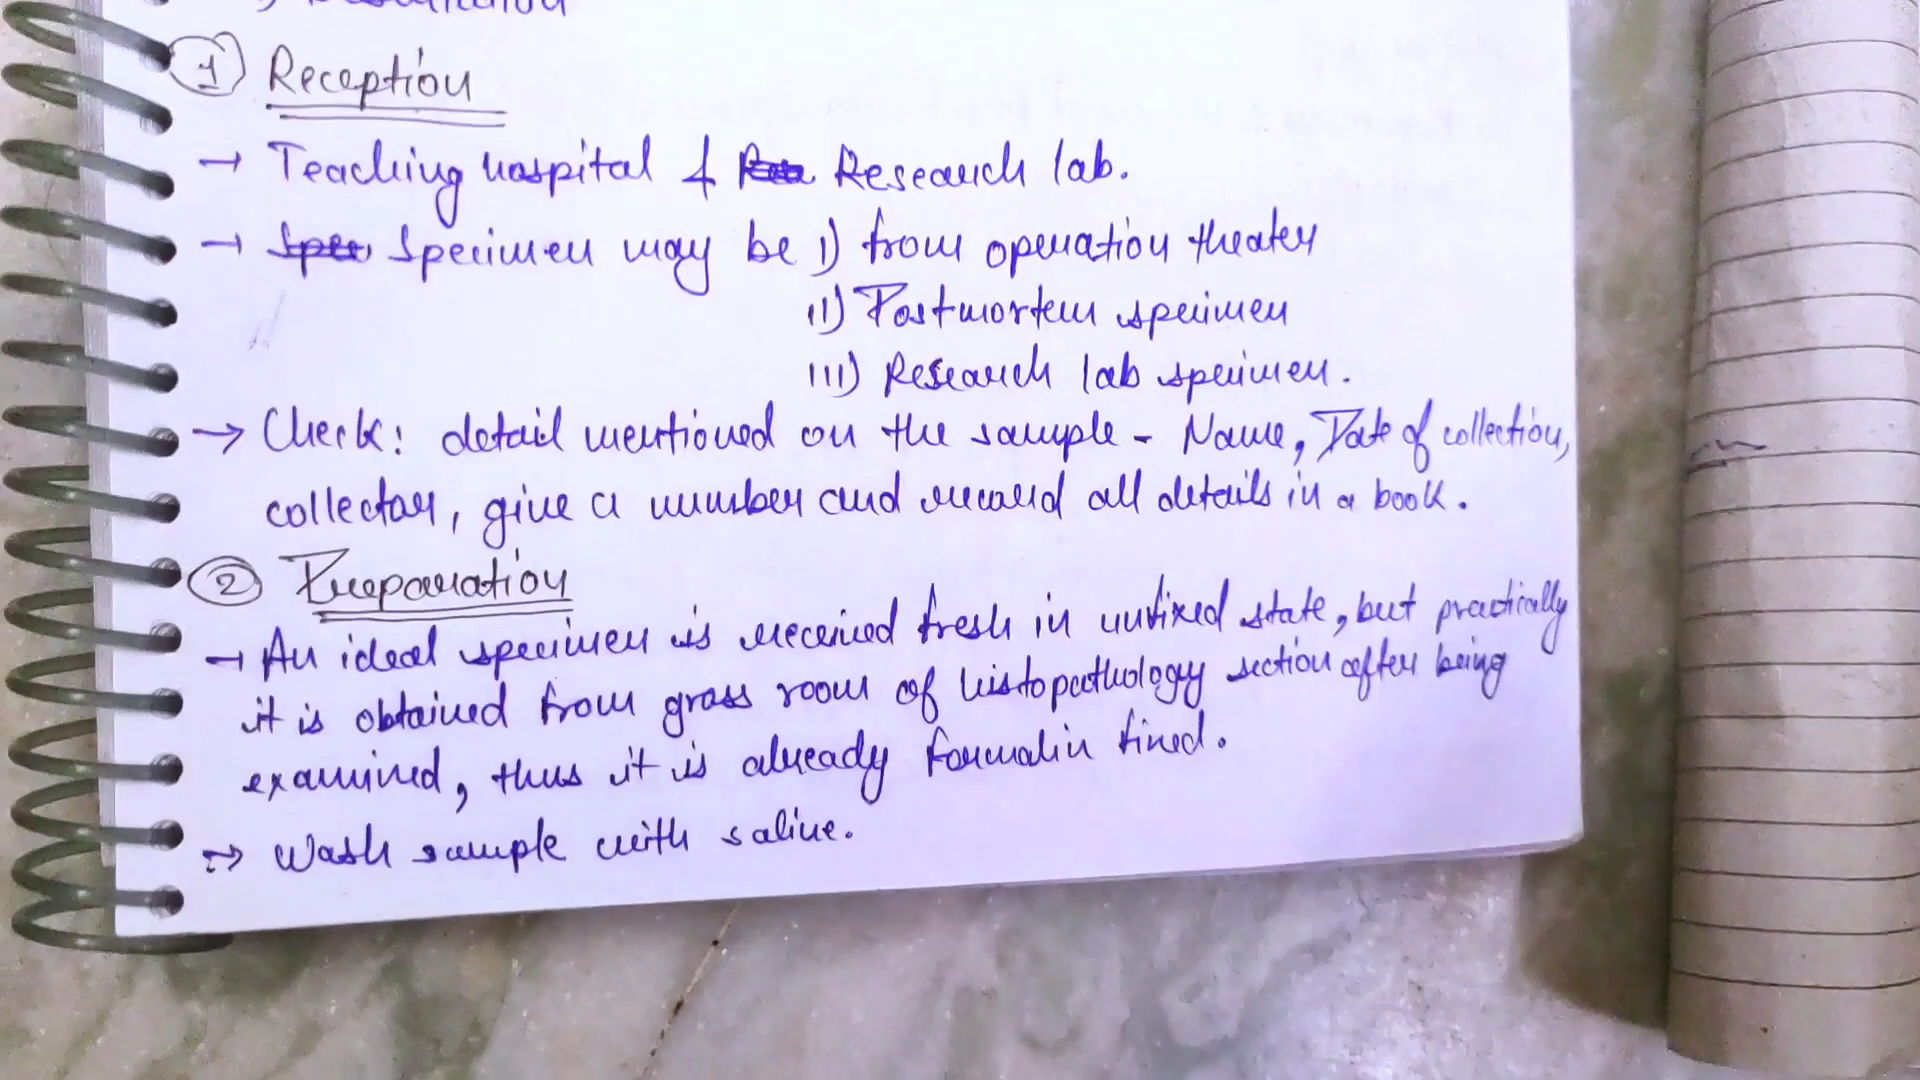 ① Reception
→ Teaching hospital & Research lab.
→ Specimen may be i) from operation theater
ii) Postmortem specimen
iii) Research lab specimen.
→ Check: detail mentioned on the sample - Name, Date of collection,
collector, give a number and record all details in a book.
② Preparation
→ An ideal specimen is received fresh in unfixed state, but practically
it is obtained from gross room of histopathology section after being
examined, thus it is already formalin fixed.
→ Wash sample with saline.